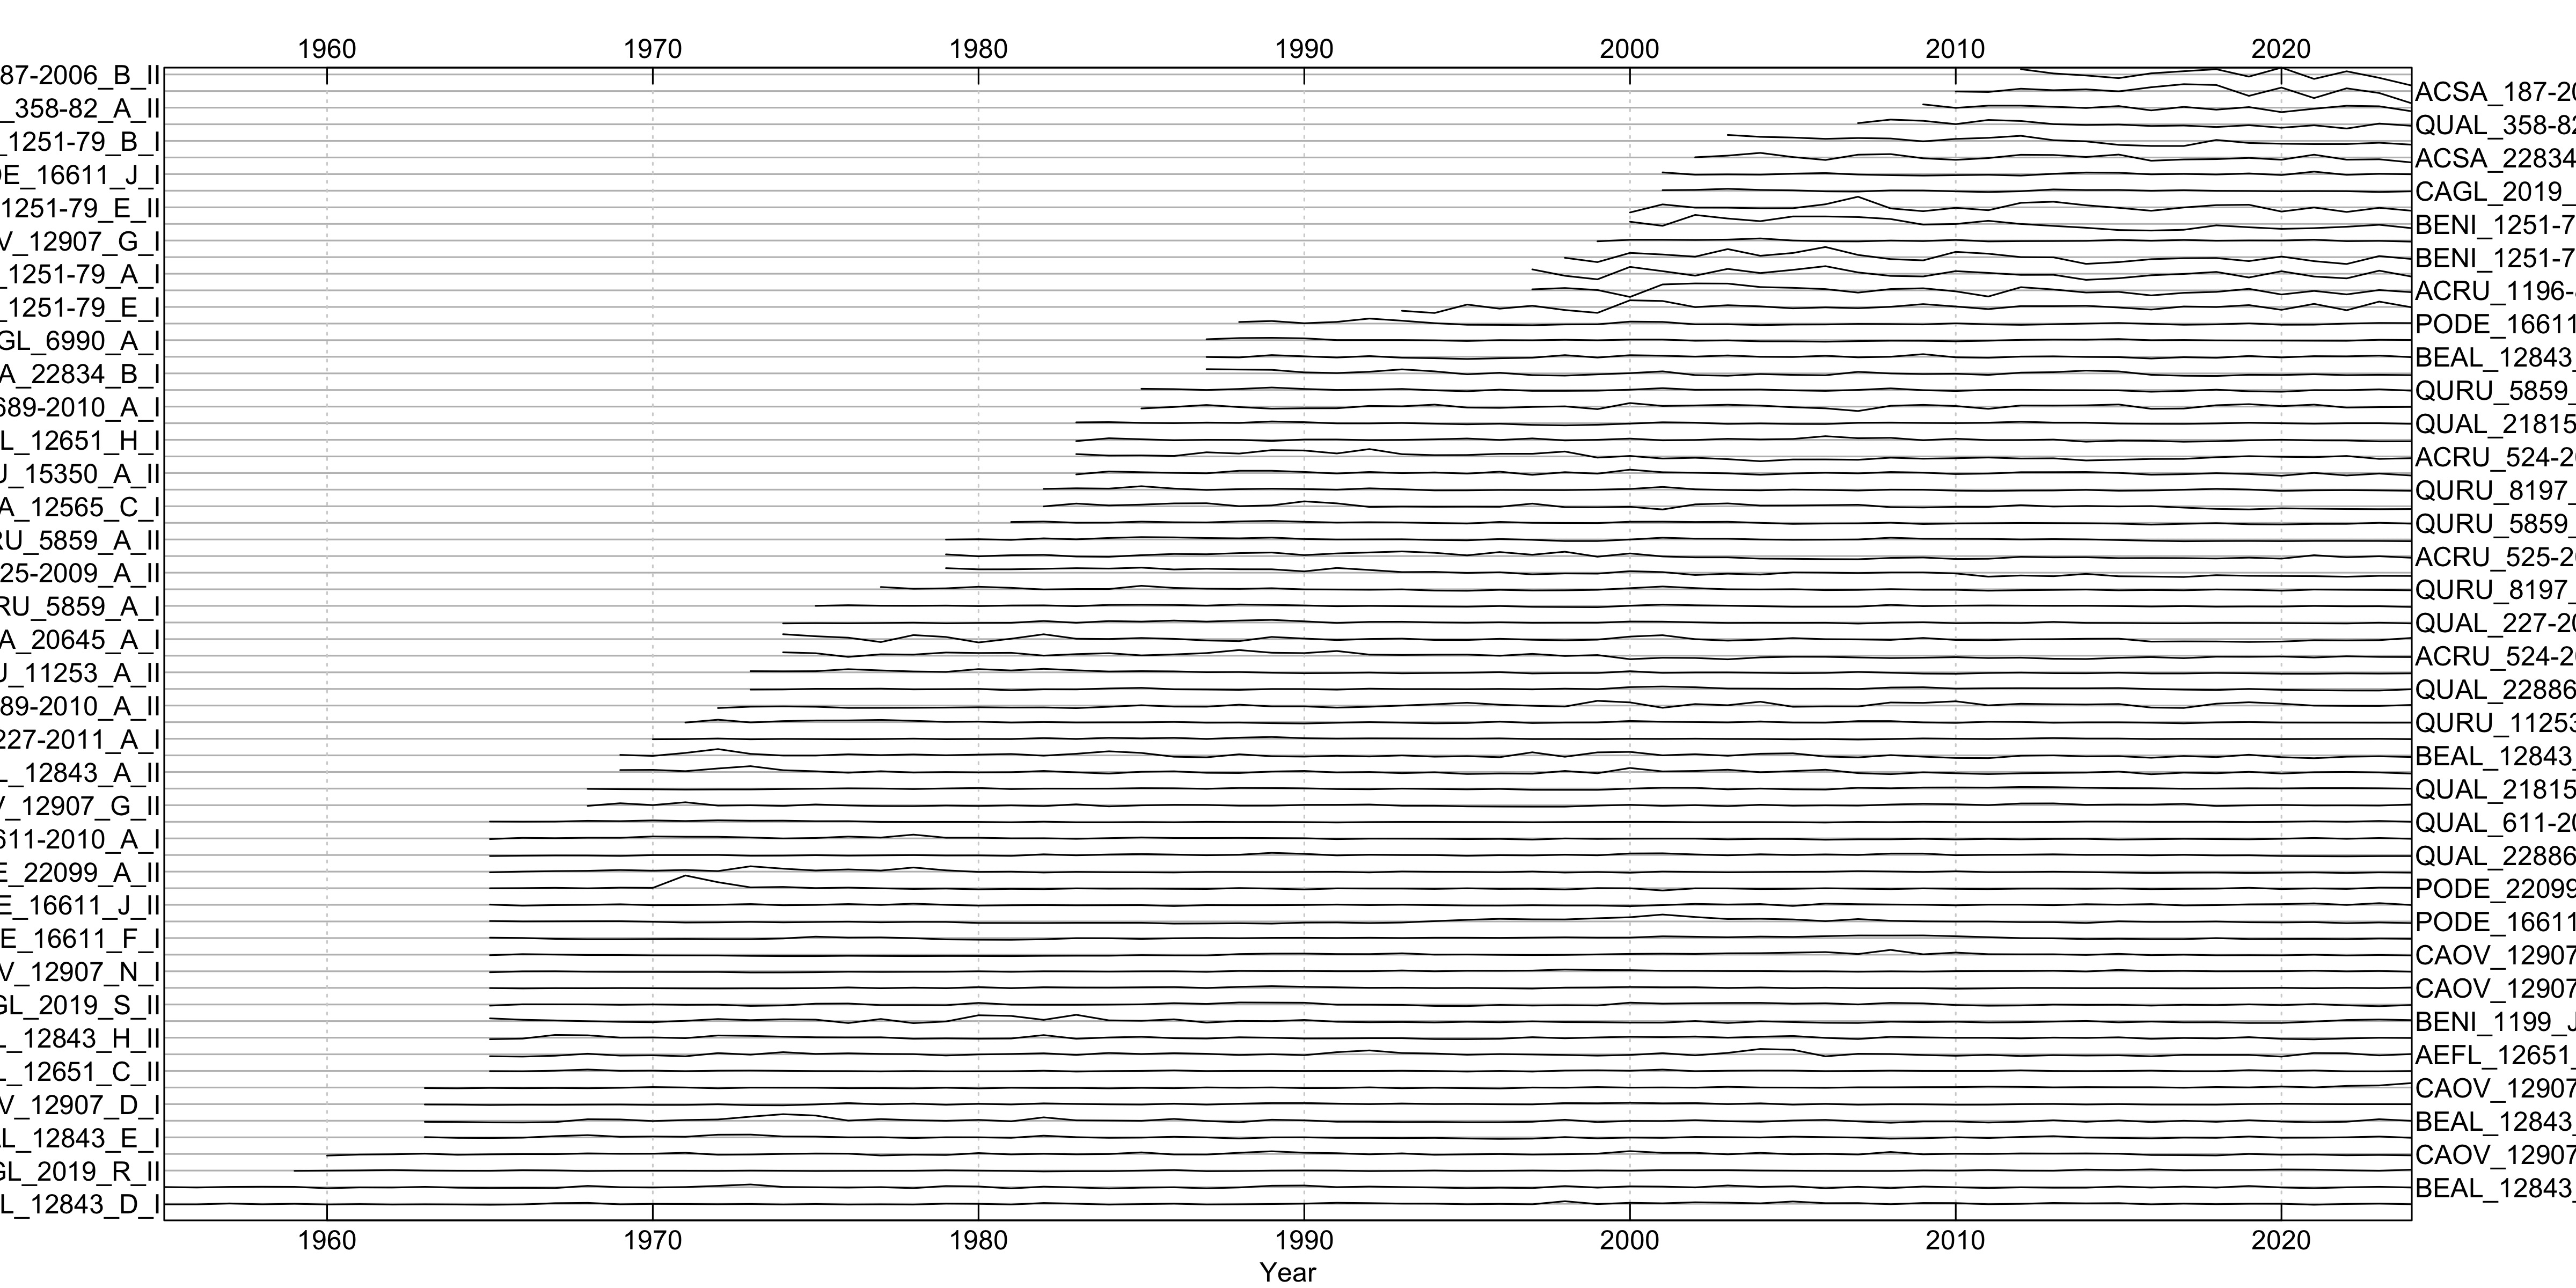 1960 1970 1980 1990 2000 2010 2020
87-2006_B_II
ACSA_187-20
_358-82_A_II
QUAL_358-82
_1251-79_B_I
ACSA_22834
E_16611_J_I
CAGL_2019_
1251-79_E_II
BENI_1251-7
V_12907_G_I
BENI_1251-7
_1251-79_A_I
ACRU_1196-
_1251-79_E_I
PODE_16611
GL_6990_A_I
BEAL_12843_
A_22834_B_I
QURU_5859_
689-2010_A_I
QUAL_21815
L_12651_H_I
ACRU_524-20
U_15350_A_II
QURU_8197_
A_12565_C_I
QURU_5859_
RU_5859_A_II
ACRU_525-20
25-2009_A_II
QURU_8197_
RU_5859_A_I
QUAL_227-20
A_20645_A_I
ACRU_524-20
U_11253_A_II
QUAL_22886
89-2010_A_II
QURU_11253
227-2011_A_I
BEAL_12843_
L_12843_A_II
QUAL_21815
V_12907_G_II
QUAL_611-20
611-2010_A_I
QUAL_22886
E_22099_A_II
PODE_22099
E_16611_J_II
PODE_16611
E_16611_F_I
CAOV_12907
V_12907_N_I
CAOV_12907
GL_2019_S_II
BENI_1199_J
L_12843_H_II
AEFL_12651_
L_12651_C_II
CAOV_12907
V_12907_D_I
BEAL_12843_
L_12843_E_I
CAOV_12907
GL_2019_R_II
BEAL_12843_
L_12843_D_I
1960 1970 1980 1990 2000 2010 2020
Year